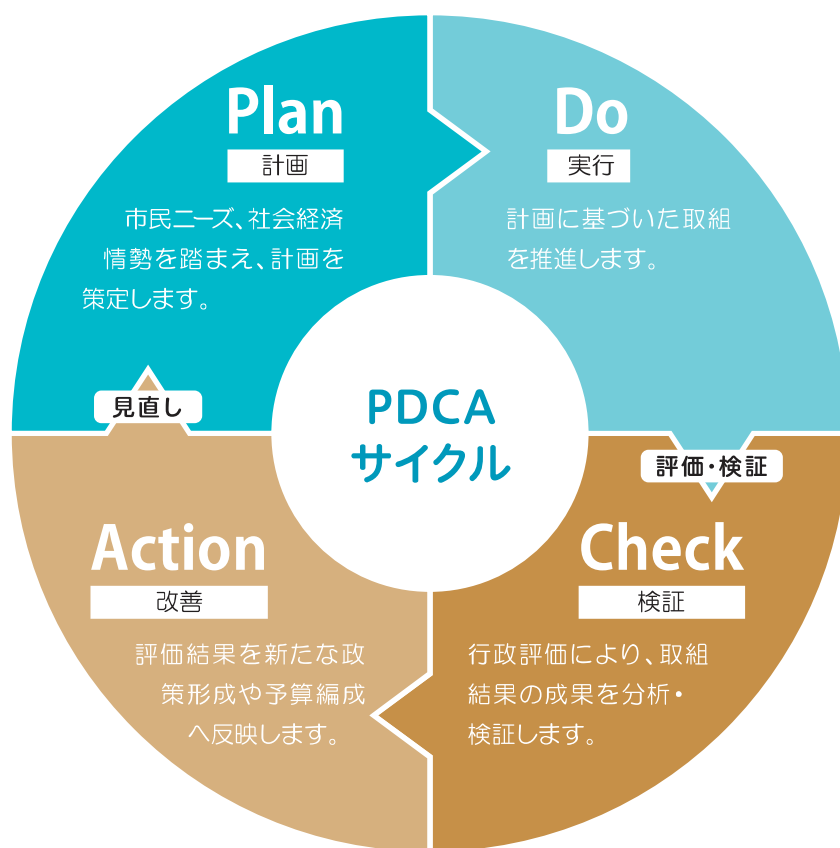 Plan
計画
市民ニーズ、社会経済
情勢を踏まえ、計画を
策定します。
Do
実行
計画に基づいた取組
を推進します。
PDCA
サイクル
見直し
評価・検証
Action
改善
評価結果を新たな政
策形成や予算編成
へ反映します。
Check
検証
行政評価により、取組
結果の成果を分析・
検証します。